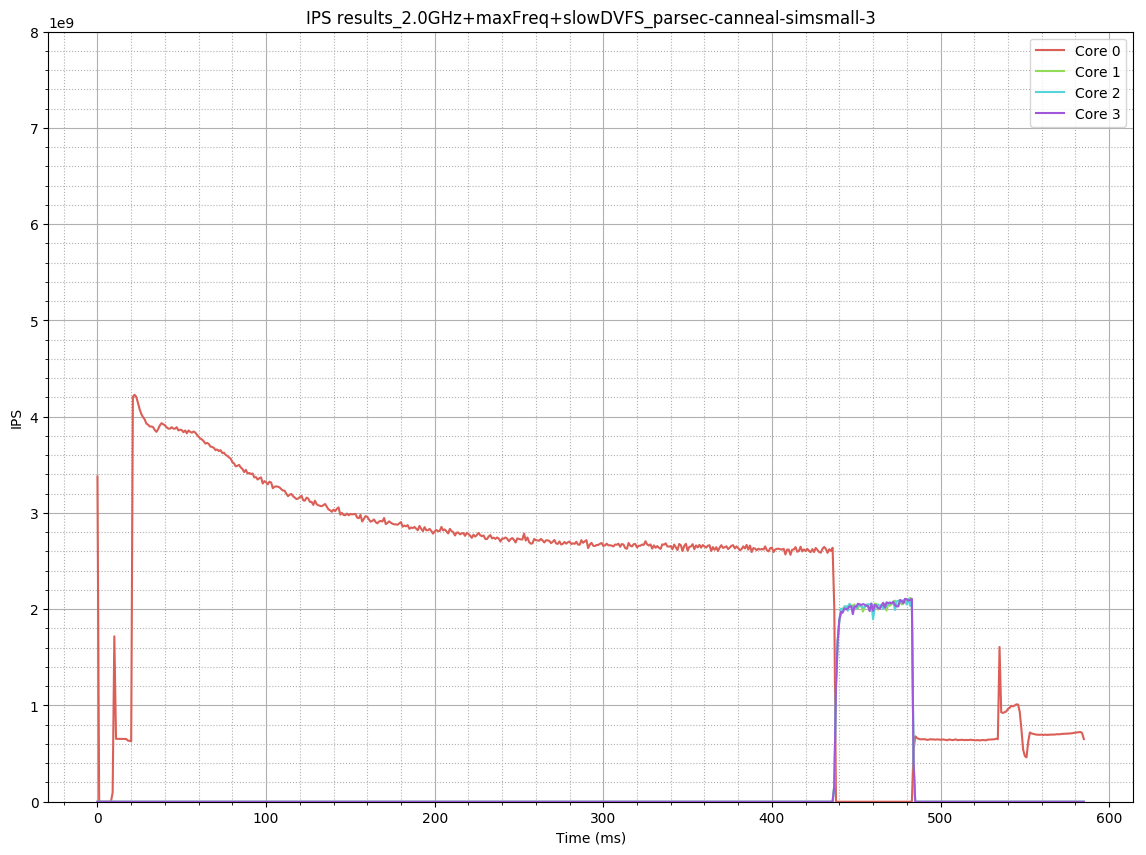 IPS results_2.0GHz+maxFreq+slowDVFS_parsec-canneal-simsmall-3
1e9
8
7
6
5
4
3
2
1
0
IPS
Core 0
Core 1
Core 2
Core 3
0 100 200 300 400 500 600
Time (ms)